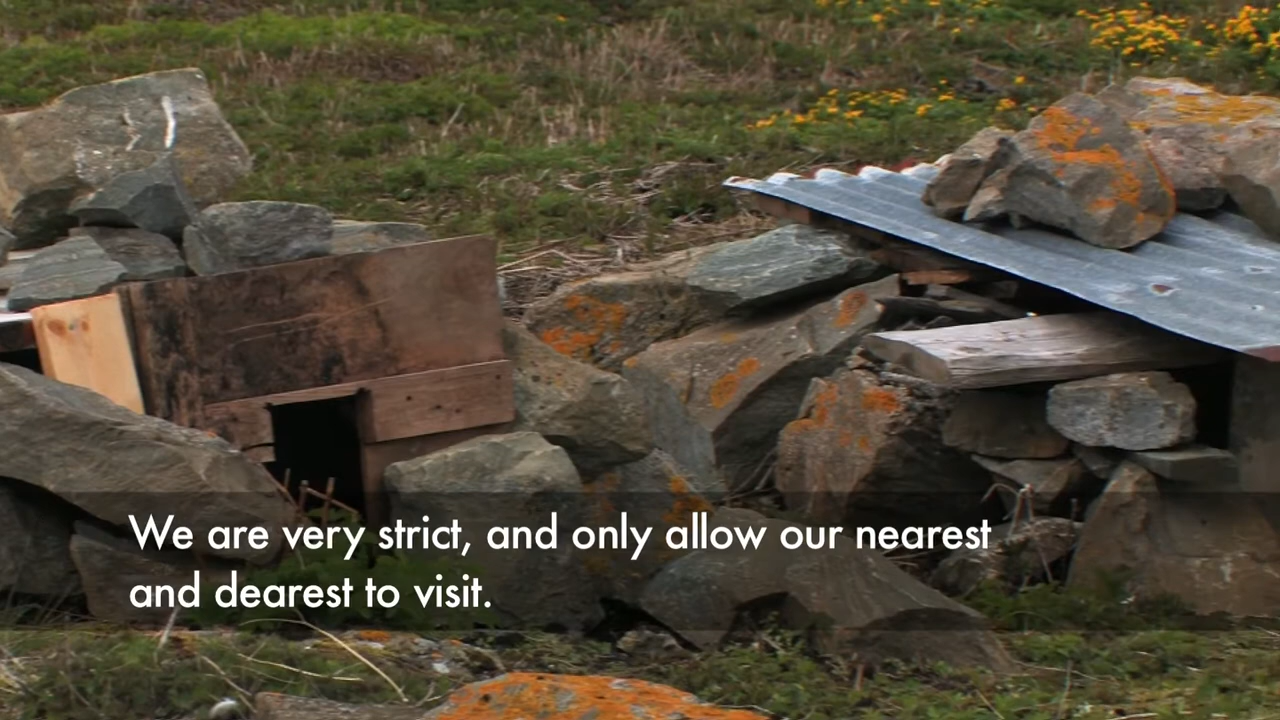 We are very strict, and only allow our nearest
and dearest to visit.